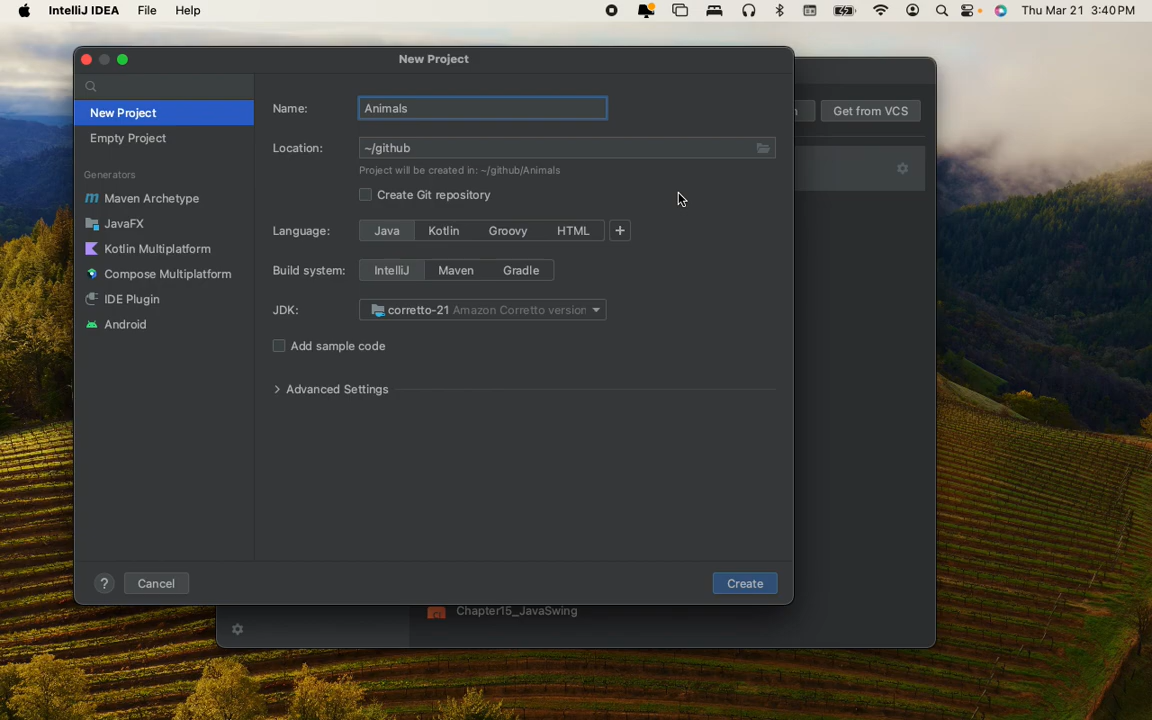 IntelliJ IDEA File Help Thu Mar 21 3:40 PM
New Project
New Project
Empty Project
Generators
Maven Archetype
JavaFX
Kotlin Multiplatform
Compose Multiplatform
IDE Plugin
Android
Name: Animals
Location: ~/github
Project will be created in: ~/github/Animals
Create Git repository
Language: Java Kotlin Groovy HTML +
Build system: IntelliJ Maven Gradle
JDK: corretto-21 Amazon Corretto version
Add sample code
> Advanced Settings
? Cancel Create
Get from VCS
Chapter15_JavaSwing